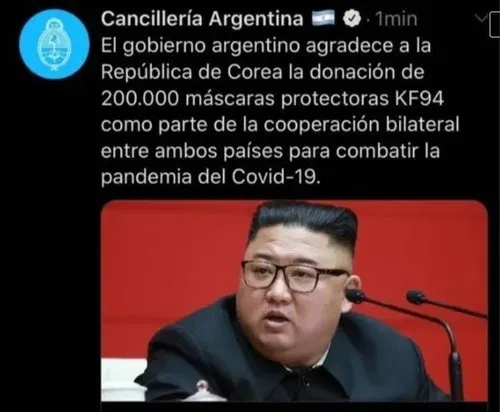 Cancillería Argentina 🇦🇷 · 1min
El gobierno argentino agradece a la
República de Corea la donación de
200.000 máscaras protectoras KF94
como parte de la cooperación bilateral
entre ambos países para combatir la
pandemia del Covid-19.